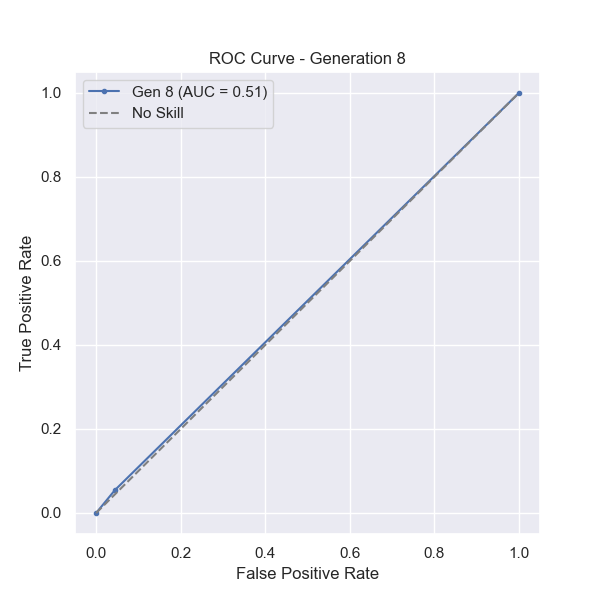 ROC Curve - Generation 8
Gen 8 (AUC = 0.51)
No Skill
1.0
0.8
0.6
0.4
0.2
0.0
True Positive Rate
0.0 0.2 0.4 0.6 0.8 1.0
False Positive Rate